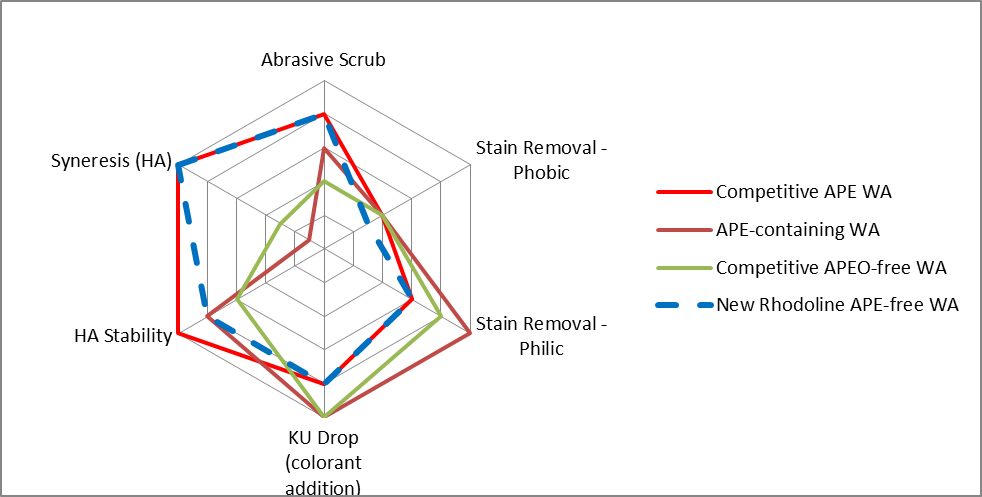 Abrasive Scrub
Stain Removal -
Phobic
Stain Removal -
Philic
KU Drop
(colorant
addition)
HA Stability
Syneresis (HA)
Competitive APE WA
APE-containing WA
Competitive APEO-free WA
New Rhodoline APE-free WA